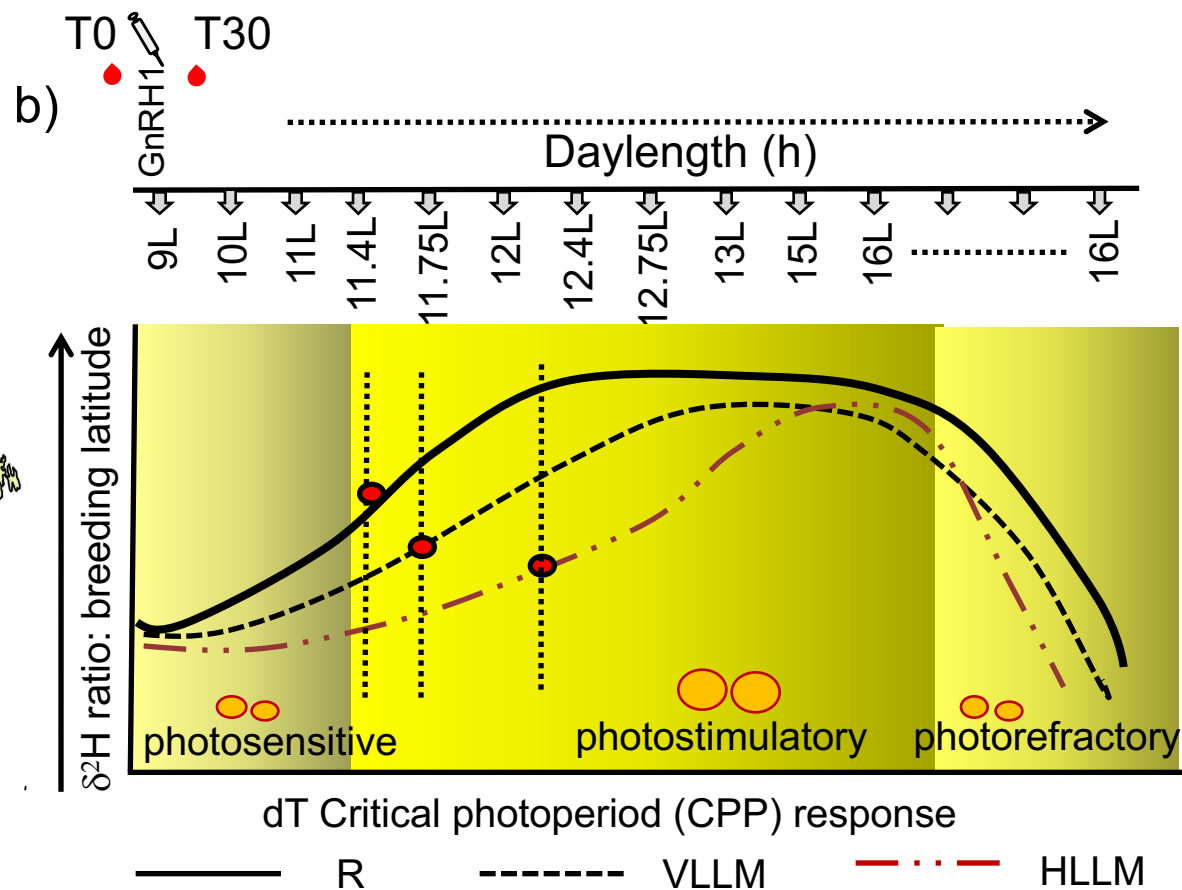 T0 T30
b)
GnRH1
Daylength (h)
9L 10L 11L 11.4L 11.75L 12L 12.4L 12.75L 13L 15L 16L 16L
δ²H ratio: breeding latitude
photosensitive photostimulatory photorefractory
dT Critical photoperiod (CPP) response
R VLLM HLLM